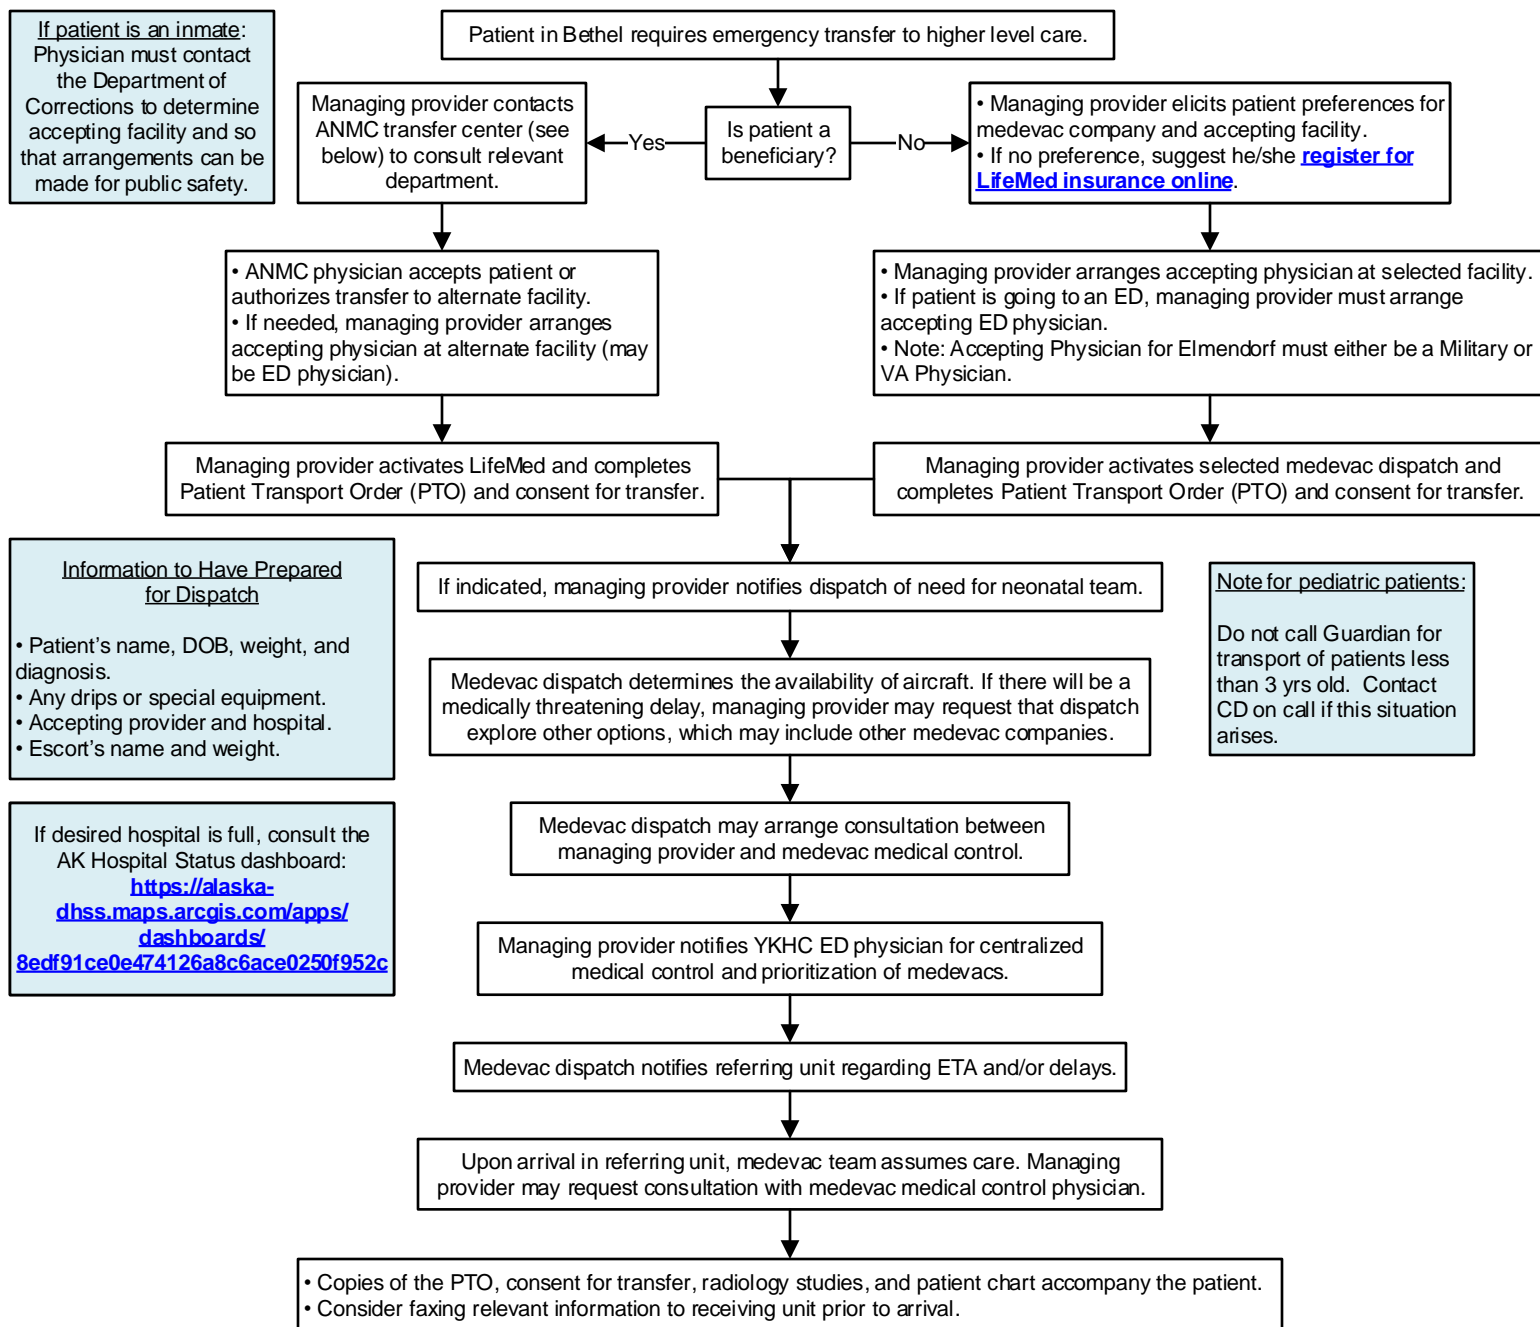 If patient is an inmate:
Physician must contact
the Department of
Corrections to determine
accepting facility and so
that arrangements can be
made for public safety.
Patient in Bethel requires emergency transfer to higher level care.
Managing provider contacts
ANMC transfer center (see
below) to consult relevant
department.
Yes
Is patient a
beneficiary?
No
• Managing provider elicits patient preferences for
medevac company and accepting facility.
• If no preference, suggest he/she register for
LifeMed insurance online.
• ANMC physician accepts patient or
authorizes transfer to alternate facility.
• If needed, managing provider arranges
accepting physician at alternate facility (may
be ED physician).
• Managing provider arranges accepting physician at selected facility.
• If patient is going to an ED, managing provider must arrange
accepting ED physician.
• Note: Accepting Physician for Elmendorf must either be a Military or
VA Physician.
Managing provider activates LifeMed and completes
Patient Transport Order (PTO) and consent for transfer.
Managing provider activates selected medevac dispatch and
completes Patient Transport Order (PTO) and consent for transfer.
Information to Have Prepared
for Dispatch
• Patient's name, DOB, weight, and
diagnosis.
• Any drips or special equipment.
• Accepting provider and hospital.
• Escort's name and weight.
If indicated, managing provider notifies dispatch of need for neonatal team.
Note for pediatric patients:
Do not call Guardian for
transport of patients less
than 3 yrs old. Contact
CD on call if this situation
arises.
Medevac dispatch determines the availability of aircraft. If there will be a
medically threatening delay, managing provider may request that dispatch
explore other options, which may include other medevac companies.
If desired hospital is full, consult the
AK Hospital Status dashboard:
https://alaska-
dhss.maps.arcgis.com/apps/
dashboards/
8edf91ce0e474126a8c6ace0250f952c
Medevac dispatch may arrange consultation between
managing provider and medevac medical control.
Managing provider notifies YKHC ED physician for centralized
medical control and prioritization of medevacs.
Medevac dispatch notifies referring unit regarding ETA and/or delays.
Upon arrival in referring unit, medevac team assumes care. Managing
provider may request consultation with medevac medical control physician.
• Copies of the PTO, consent for transfer, radiology studies, and patient chart accompany the patient.
• Consider faxing relevant information to receiving unit prior to arrival.